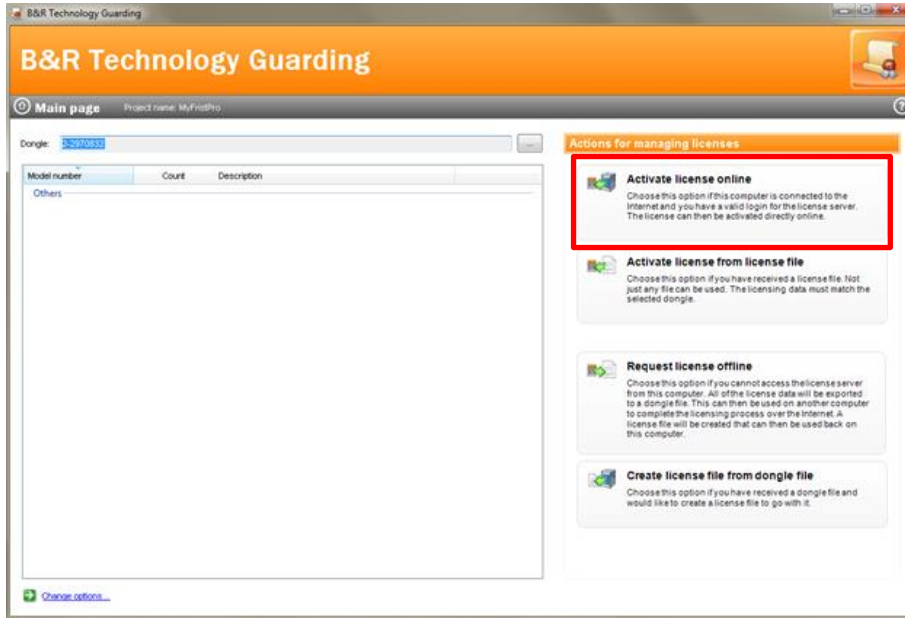 B&R Technology Guarding
B&R Technology Guarding
Main page Project name: MyFristPro
?
Dongle: 3-2970833 ...
Model number Count Description
Others
Actions for managing licenses
Activate license online
Choose this option if this computer is connected to the
Internet and you have a valid login for the license server.
The license can then be activated directly online.
Activate license from license file
Choose this option if you have received a license file. Not
just any file can be used. The licensing data must match the
selected dongle.
Request license offline
Choose this option if you cannot access the license server
from this computer. All of the license data will be exported
to a dongle file. This can then be used on another computer
to complete the licensing process over the Internet. A
license file will be created that can then be used back on
this computer.
Create license file from dongle file
Choose this option if you have received a dongle file and
would like to create a license file to go with it.
Change options...